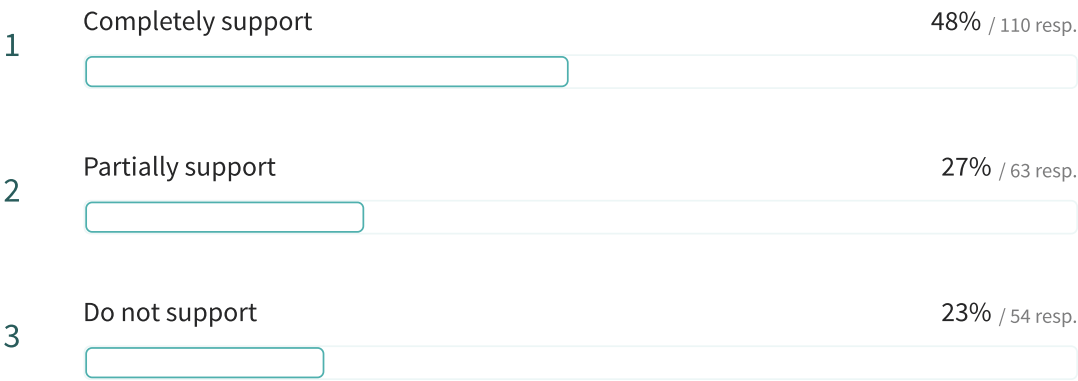 1
Completely support 48% / 110 resp.
2
Partially support 27% / 63 resp.
3
Do not support 23% / 54 resp.